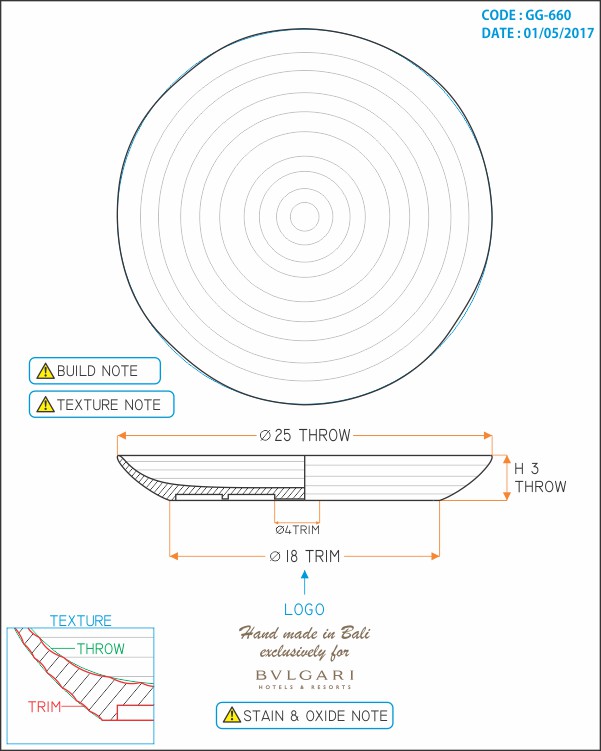 CODE : GG-660
DATE : 01/05/2017
BUILD NOTE
TEXTURE NOTE
Ø 25 THROW
H 3
THROW
Ø4TRIM
Ø 18 TRIM
LOGO
Hand made in Bali
exclusively for
BVLGARI
HOTELS & RESORTS
STAIN & OXIDE NOTE
TEXTURE
THROW
TRIM